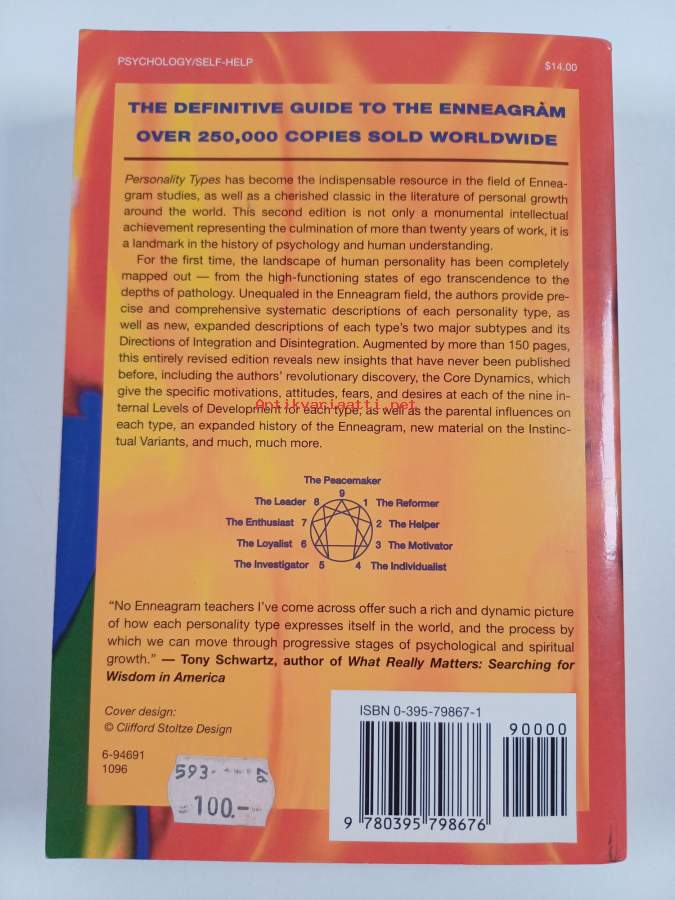 PSYCHOLOGY/SELF-HELP
$14.00
THE DEFINITIVE GUIDE TO THE ENNEAGRÀM
OVER 250,000 COPIES SOLD WORLDWIDE
Personality Types has become the indispensable resource in the field of Ennea-
gram studies, as well as a cherished classic in the literature of personal growth
around the world. This second edition is not only a monumental intellectual
achievement representing the culmination of more than twenty years of work, it is
a landmark in the history of psychology and human understanding.
For the first time, the landscape of human personality has been completely
mapped out — from the high-functioning states of ego transcendence to the
depths of pathology. Unequaled in the Enneagram field, the authors provide pre-
cise and comprehensive systematic descriptions of each personality type, as
well as new, expanded descriptions of each type's two major subtypes and its
Directions of Integration and Disintegration. Augmented by more than 150 pages,
this entirely revised edition reveals new insights that have never been published
before, including the authors' revolutionary discovery, the Core Dynamics, which
give the specific motivations, attitudes, fears, and desires at each of the nine in-
ternal Levels of Development for each type, as well as the parental influences on
Antikvariaatti.net
each type, an expanded history of the Enneagram, new material on the Instinc-
tual Variants, and much, much more.
The Peacemaker
9
The Leader 8 1 The Reformer
The Enthusiast 7 2 The Helper
The Loyalist 6 3 The Motivator
The Investigator 5 4 The Individualist
“No Enneagram teachers I've come across offer such a rich and dynamic picture
of how each personality type expresses itself in the world, and the process by
which we can move through progressive stages of psychological and spiritual
growth.” — Tony Schwartz, author of What Really Matters: Searching for
Wisdom in America
Cover design:
© Clifford Stoltze Design
6-94691
1096
593-
97
100.-
ISBN 0-395-79867-1
90000
9 780395 798676